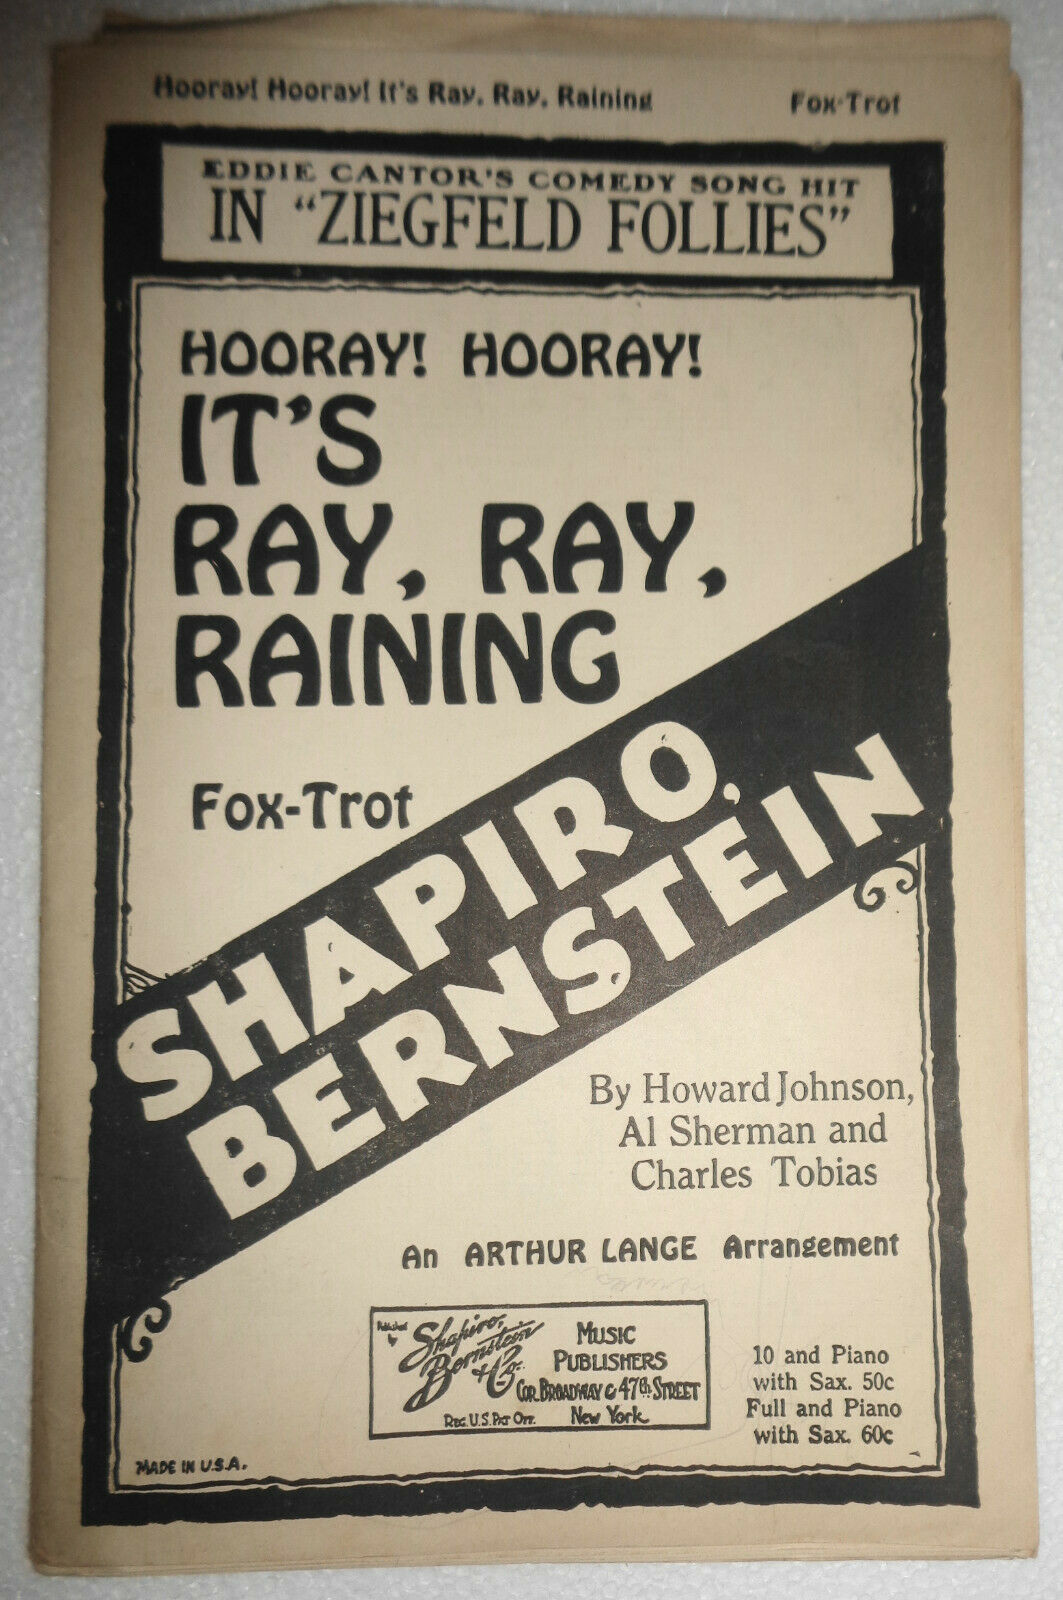 Hooray! Hooray! It's Ray, Ray, Raining Fox-Trot
EDDIE CANTOR'S COMEDY SONG HIT
IN "ZIEGFELD FOLLIES"
HOORAY! HOORAY!
IT'S
RAY, RAY,
RAINING
Fox-Trot
SHAPIRO,
BERNSTEIN
By Howard Johnson,
Al Sherman and
Charles Tobias
An ARTHUR LANGE Arrangement
Published by
Shapiro,
Bernstein
& Co.
REG. U.S. PAT OFF.
MUSIC
PUBLISHERS
COR. BROADWAY & 47th STREET
New York
10 and Piano
with Sax. 50c
Full and Piano
with Sax. 60c
MADE IN U.S.A.